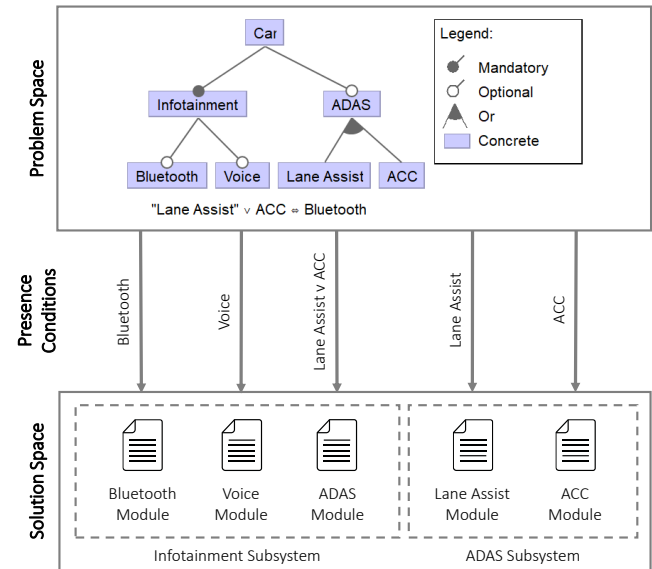 Problem Space
Car
Infotainment
ADAS
Bluetooth
Voice
Lane Assist
ACC
"Lane Assist" ∨ ACC ⇔ Bluetooth
Legend:
Mandatory
Optional
Or
Concrete
Presence
Conditions
Bluetooth
Voice
Lane Assist ∨ ACC
Lane Assist
ACC
Solution Space
Bluetooth
Module
Voice
Module
ADAS
Module
Lane Assist
Module
ACC
Module
Infotainment Subsystem
ADAS Subsystem